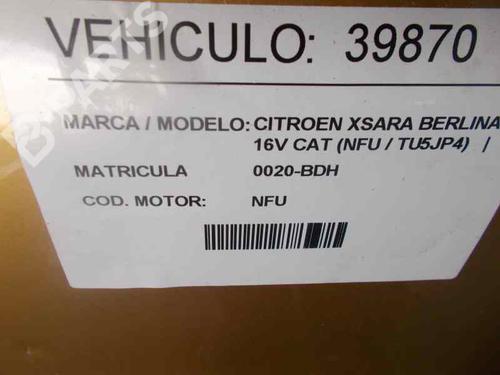 VEHICULO: 39870
MARCA / MODELO: CITROEN XSARA BERLINA
16V CAT (NFU / TU5JP4) |
MATRICULA 0020-BDH
COD. MOTOR: NFU